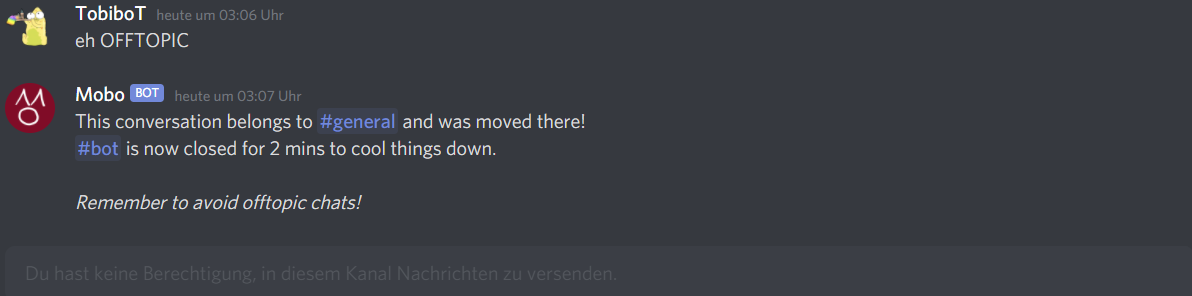 TobiboT heute um 03:06 Uhr
eh OFFTOPIC
MO
Mobo BOT heute um 03:07 Uhr
This conversation belongs to #general and was moved there!
#bot is now closed for 2 mins to cool things down.
Remember to avoid offtopic chats!
Du hast keine Berechtigung, in diesem Kanal Nachrichten zu versenden.